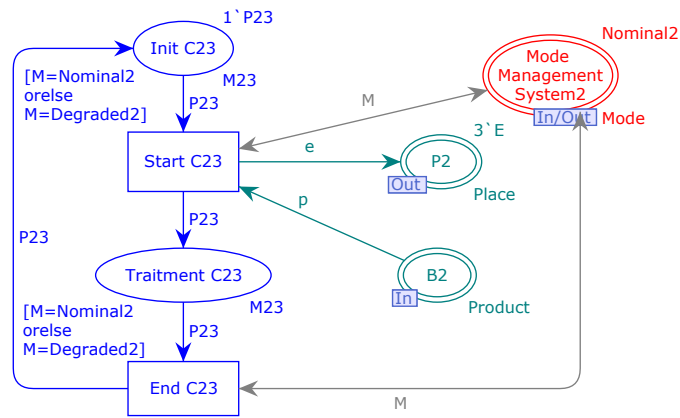 1`P23
Init C23
M23
Nominal2
Mode
Management
System2
In/Out
Mode
[M=Nominal2
orelse
M=Degraded2]
P23
M
Start C23
e
3`E
P2
Out
Place
p
P23
P23
Traitment C23
M23
B2
In
Product
[M=Nominal2
orelse
M=Degraded2]
P23
End C23
M